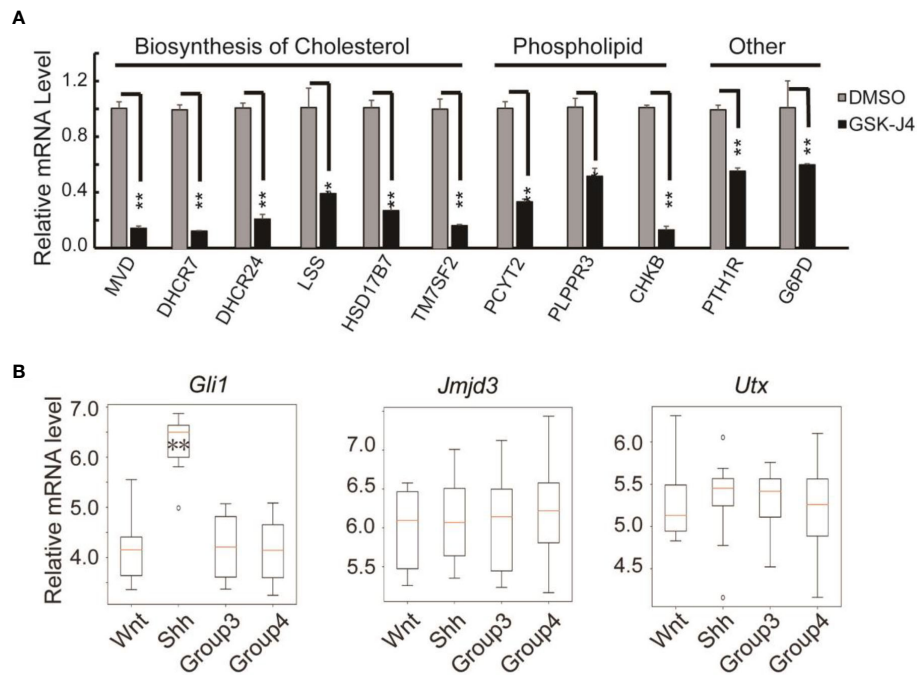 A
Biosynthesis of Cholesterol Phospholipid Other
Relative mRNA Level
1.2
0.8
0.4
0.0
DMSO
GSK-J4
** ** ** ** ** ** ** * ** ** **
MVD DHCR7 DHCR24 LSS HSD17B7 TM7SF2 PCYT2 PLPPR3 CHKB PTH1R G6PD
B
Gli1 Jmjd3 Utx
Relative mRNA level
7.0
6.0
5.0
4.0
**
Wnt Shh Group3 Group4
7.0
6.5
6.0
5.5
Wnt Shh Group3 Group4
6.0
5.5
5.0
4.5
Wnt Shh Group3 Group4